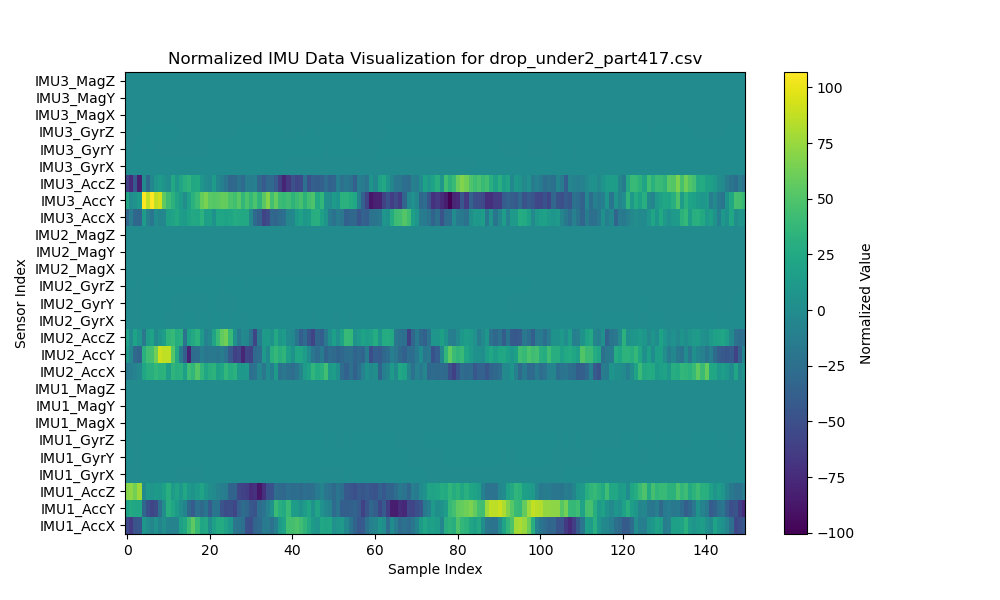 Normalized IMU Data Visualization for drop_under2_part417.csv
IMU3_MagZ
IMU3_MagY
IMU3_MagX
IMU3_GyrZ
IMU3_GyrY
IMU3_GyrX
IMU3_AccZ
IMU3_AccY
IMU3_AccX
IMU2_MagZ
IMU2_MagY
IMU2_MagX
IMU2_GyrZ
IMU2_GyrY
IMU2_GyrX
IMU2_AccZ
IMU2_AccY
IMU2_AccX
IMU1_MagZ
IMU1_MagY
IMU1_MagX
IMU1_GyrZ
IMU1_GyrY
IMU1_GyrX
IMU1_AccZ
IMU1_AccY
IMU1_AccX
Sensor Index
0 20 40 60 80 100 120 140
Sample Index
100
75
50
25
0
−25
−50
−75
−100
Normalized Value